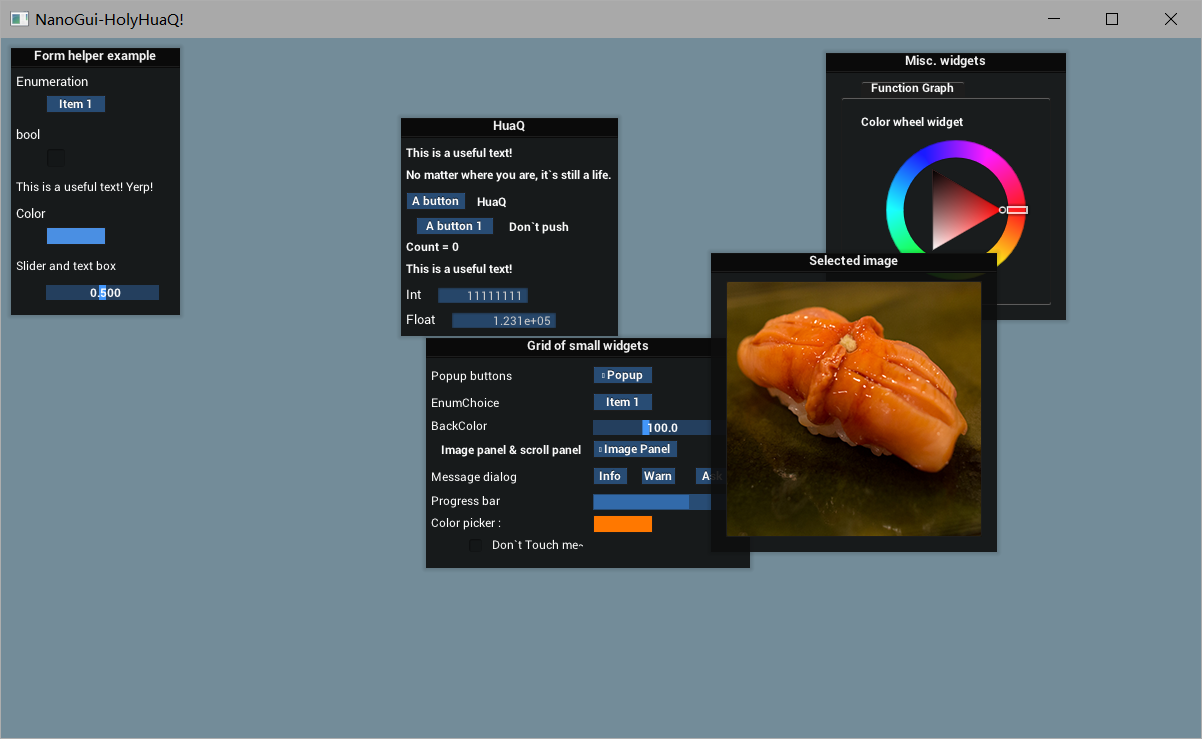 NanoGui-HolyHuaQ!
Form helper example
Enumeration
Item 1
bool
This is a useful text! Yerp!
Color
Slider and text box
0.500
HuaQ
This is a useful text!
No matter where you are, it`s still a life.
A button HuaQ
A button 1 Don`t push
Count = 0
This is a useful text!
Int 11111111
Float 1.231e+05
Grid of small widgets
Popup buttons Popup
EnumChoice Item 1
BackColor 100.0
Image panel & scroll panel Image Panel
Message dialog Info Warn
Progress bar
Color picker :
Don`t Touch me~
Misc. widgets
Function Graph
Color wheel widget
Selected image